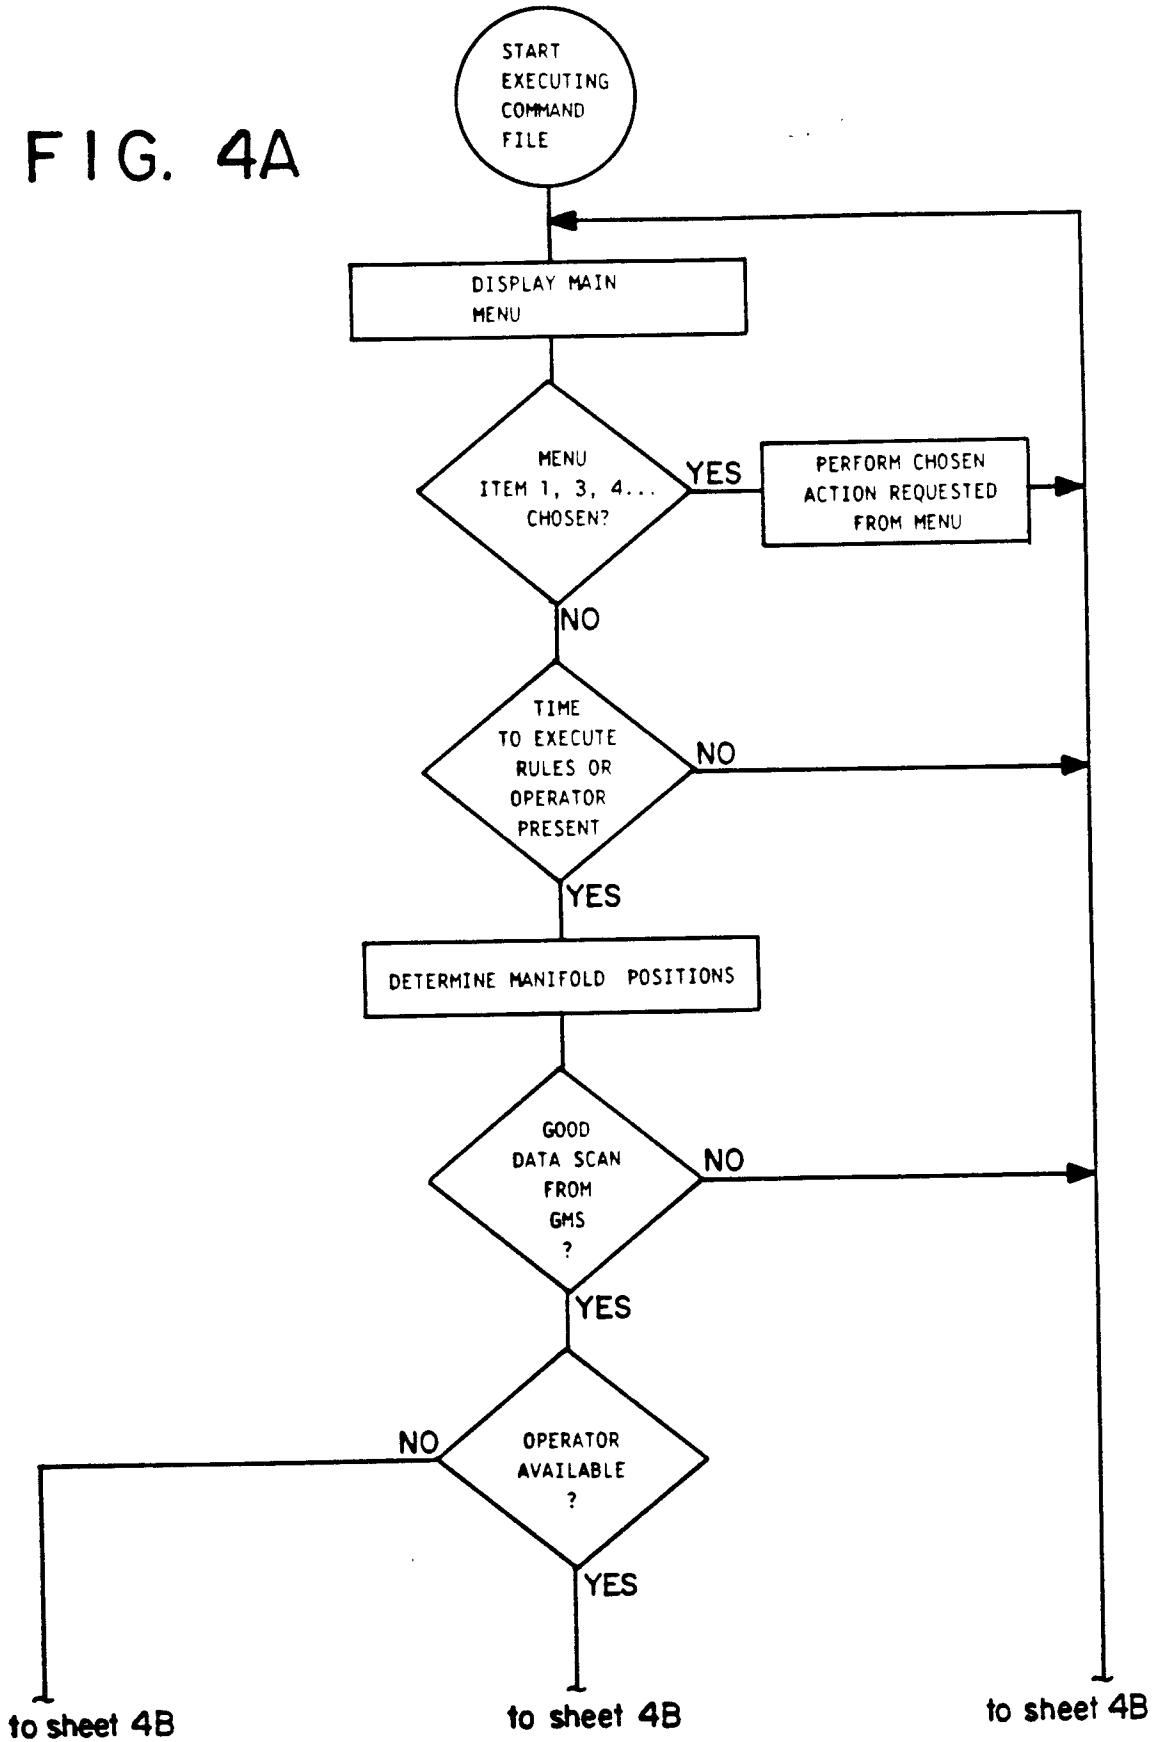 START
EXECUTING
COMMAND
FILE
FIG. 4A
DISPLAY MAIN
MENU
MENU
ITEM 1, 3, 4...
CHOSEN?
YES
PERFORM CHOSEN
ACTION REQUESTED
FROM MENU
NO
TIME
TO EXECUTE
RULES OR
OPERATOR
PRESENT
NO
YES
DETERMINE MANIFOLD POSITIONS
GOOD
DATA SCAN
FROM
GMS
?
NO
YES
OPERATOR
AVAILABLE
?
NO
YES
to sheet 4B
to sheet 4B
to sheet 4B